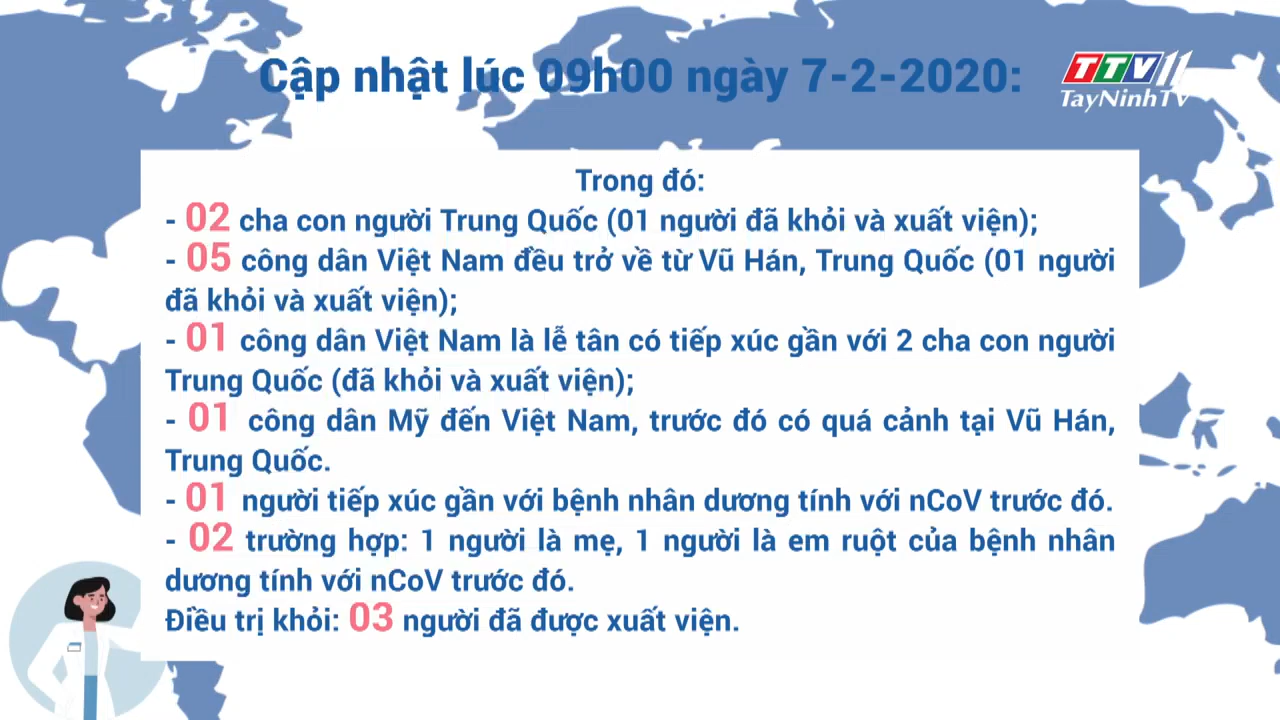 Cập nhật lúc 09h00 ngày 7-2-2020:
TTV11
TayNinhTV
Trong đó:
- 02 cha con người Trung Quốc (01 người đã khỏi và xuất viện);
- 05 công dân Việt Nam đều trở về từ Vũ Hán, Trung Quốc (01 người
đã khỏi và xuất viện);
- 01 công dân Việt Nam là lễ tân có tiếp xúc gần với 2 cha con người
Trung Quốc (đã khỏi và xuất viện);
- 01 công dân Mỹ đến Việt Nam, trước đó có quá cảnh tại Vũ Hán,
Trung Quốc.
- 01 người tiếp xúc gần với bệnh nhân dương tính với nCoV trước đó.
- 02 trường hợp: 1 người là mẹ, 1 người là em ruột của bệnh nhân
dương tính với nCoV trước đó.
Điều trị khỏi: 03 người đã được xuất viện.